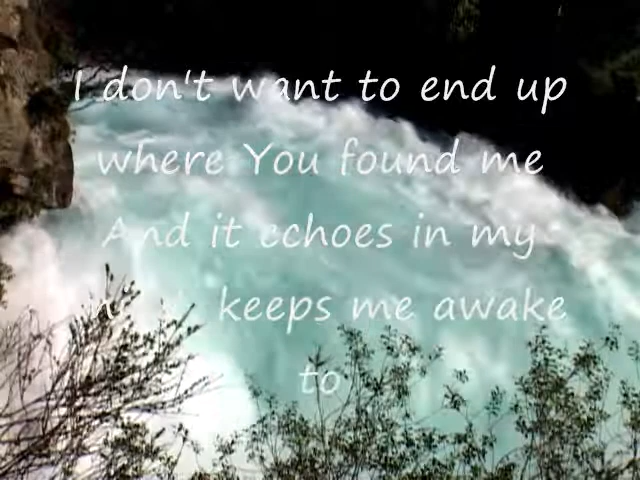 I don't want to end up
where You found me
And it echoes in my
keeps me awake
to